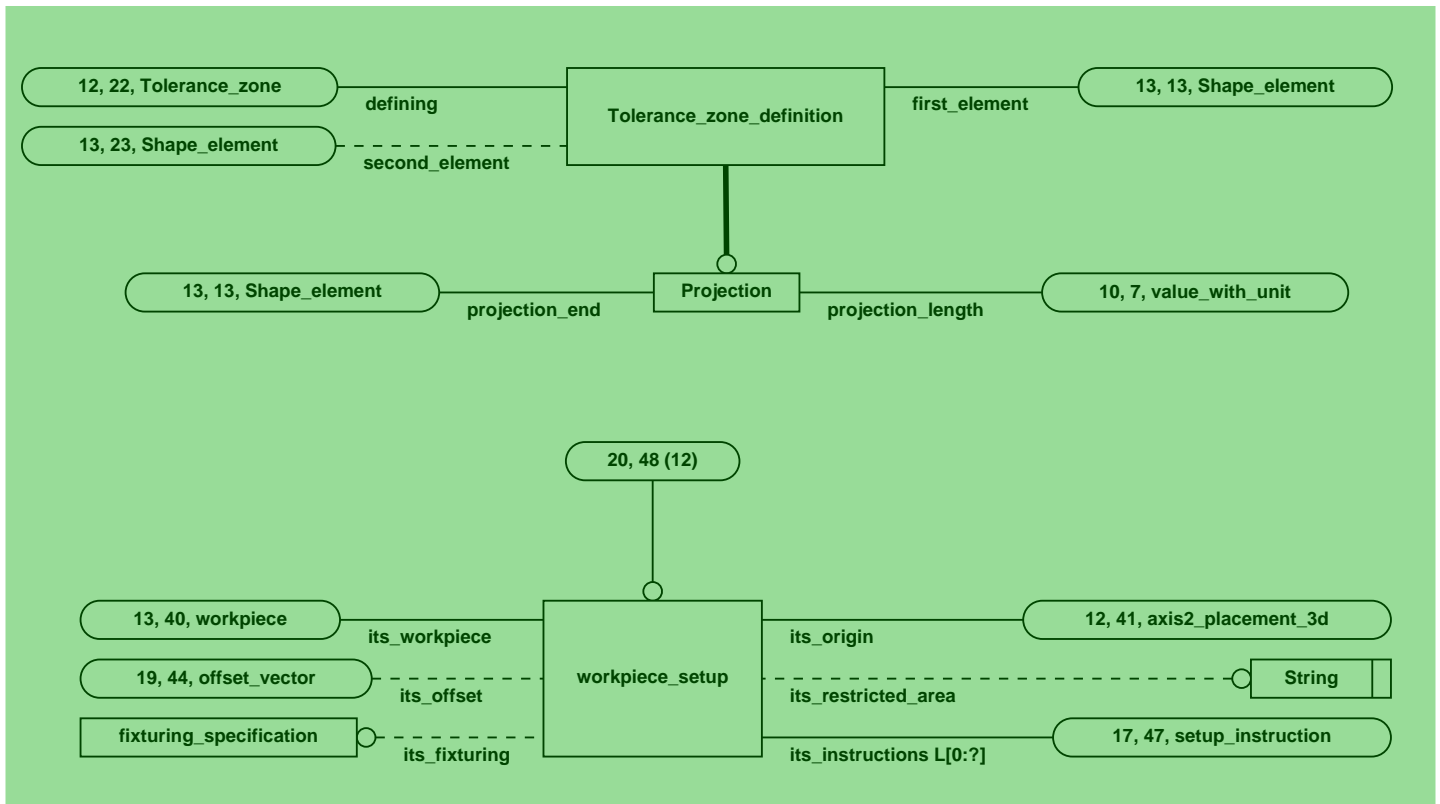 12, 22, Tolerance_zone
defining
Tolerance_zone_definition
first_element
13, 13, Shape_element
13, 23, Shape_element
second_element
13, 13, Shape_element
projection_end
Projection
projection_length
10, 7, value_with_unit
20, 48 (12)
13, 40, workpiece
its_workpiece
its_origin
12, 41, axis2_placement_3d
19, 44, offset_vector
its_offset
workpiece_setup
its_restricted_area
String
fixturing_specification
its_fixturing
its_instructions L[0:?]
17, 47, setup_instruction